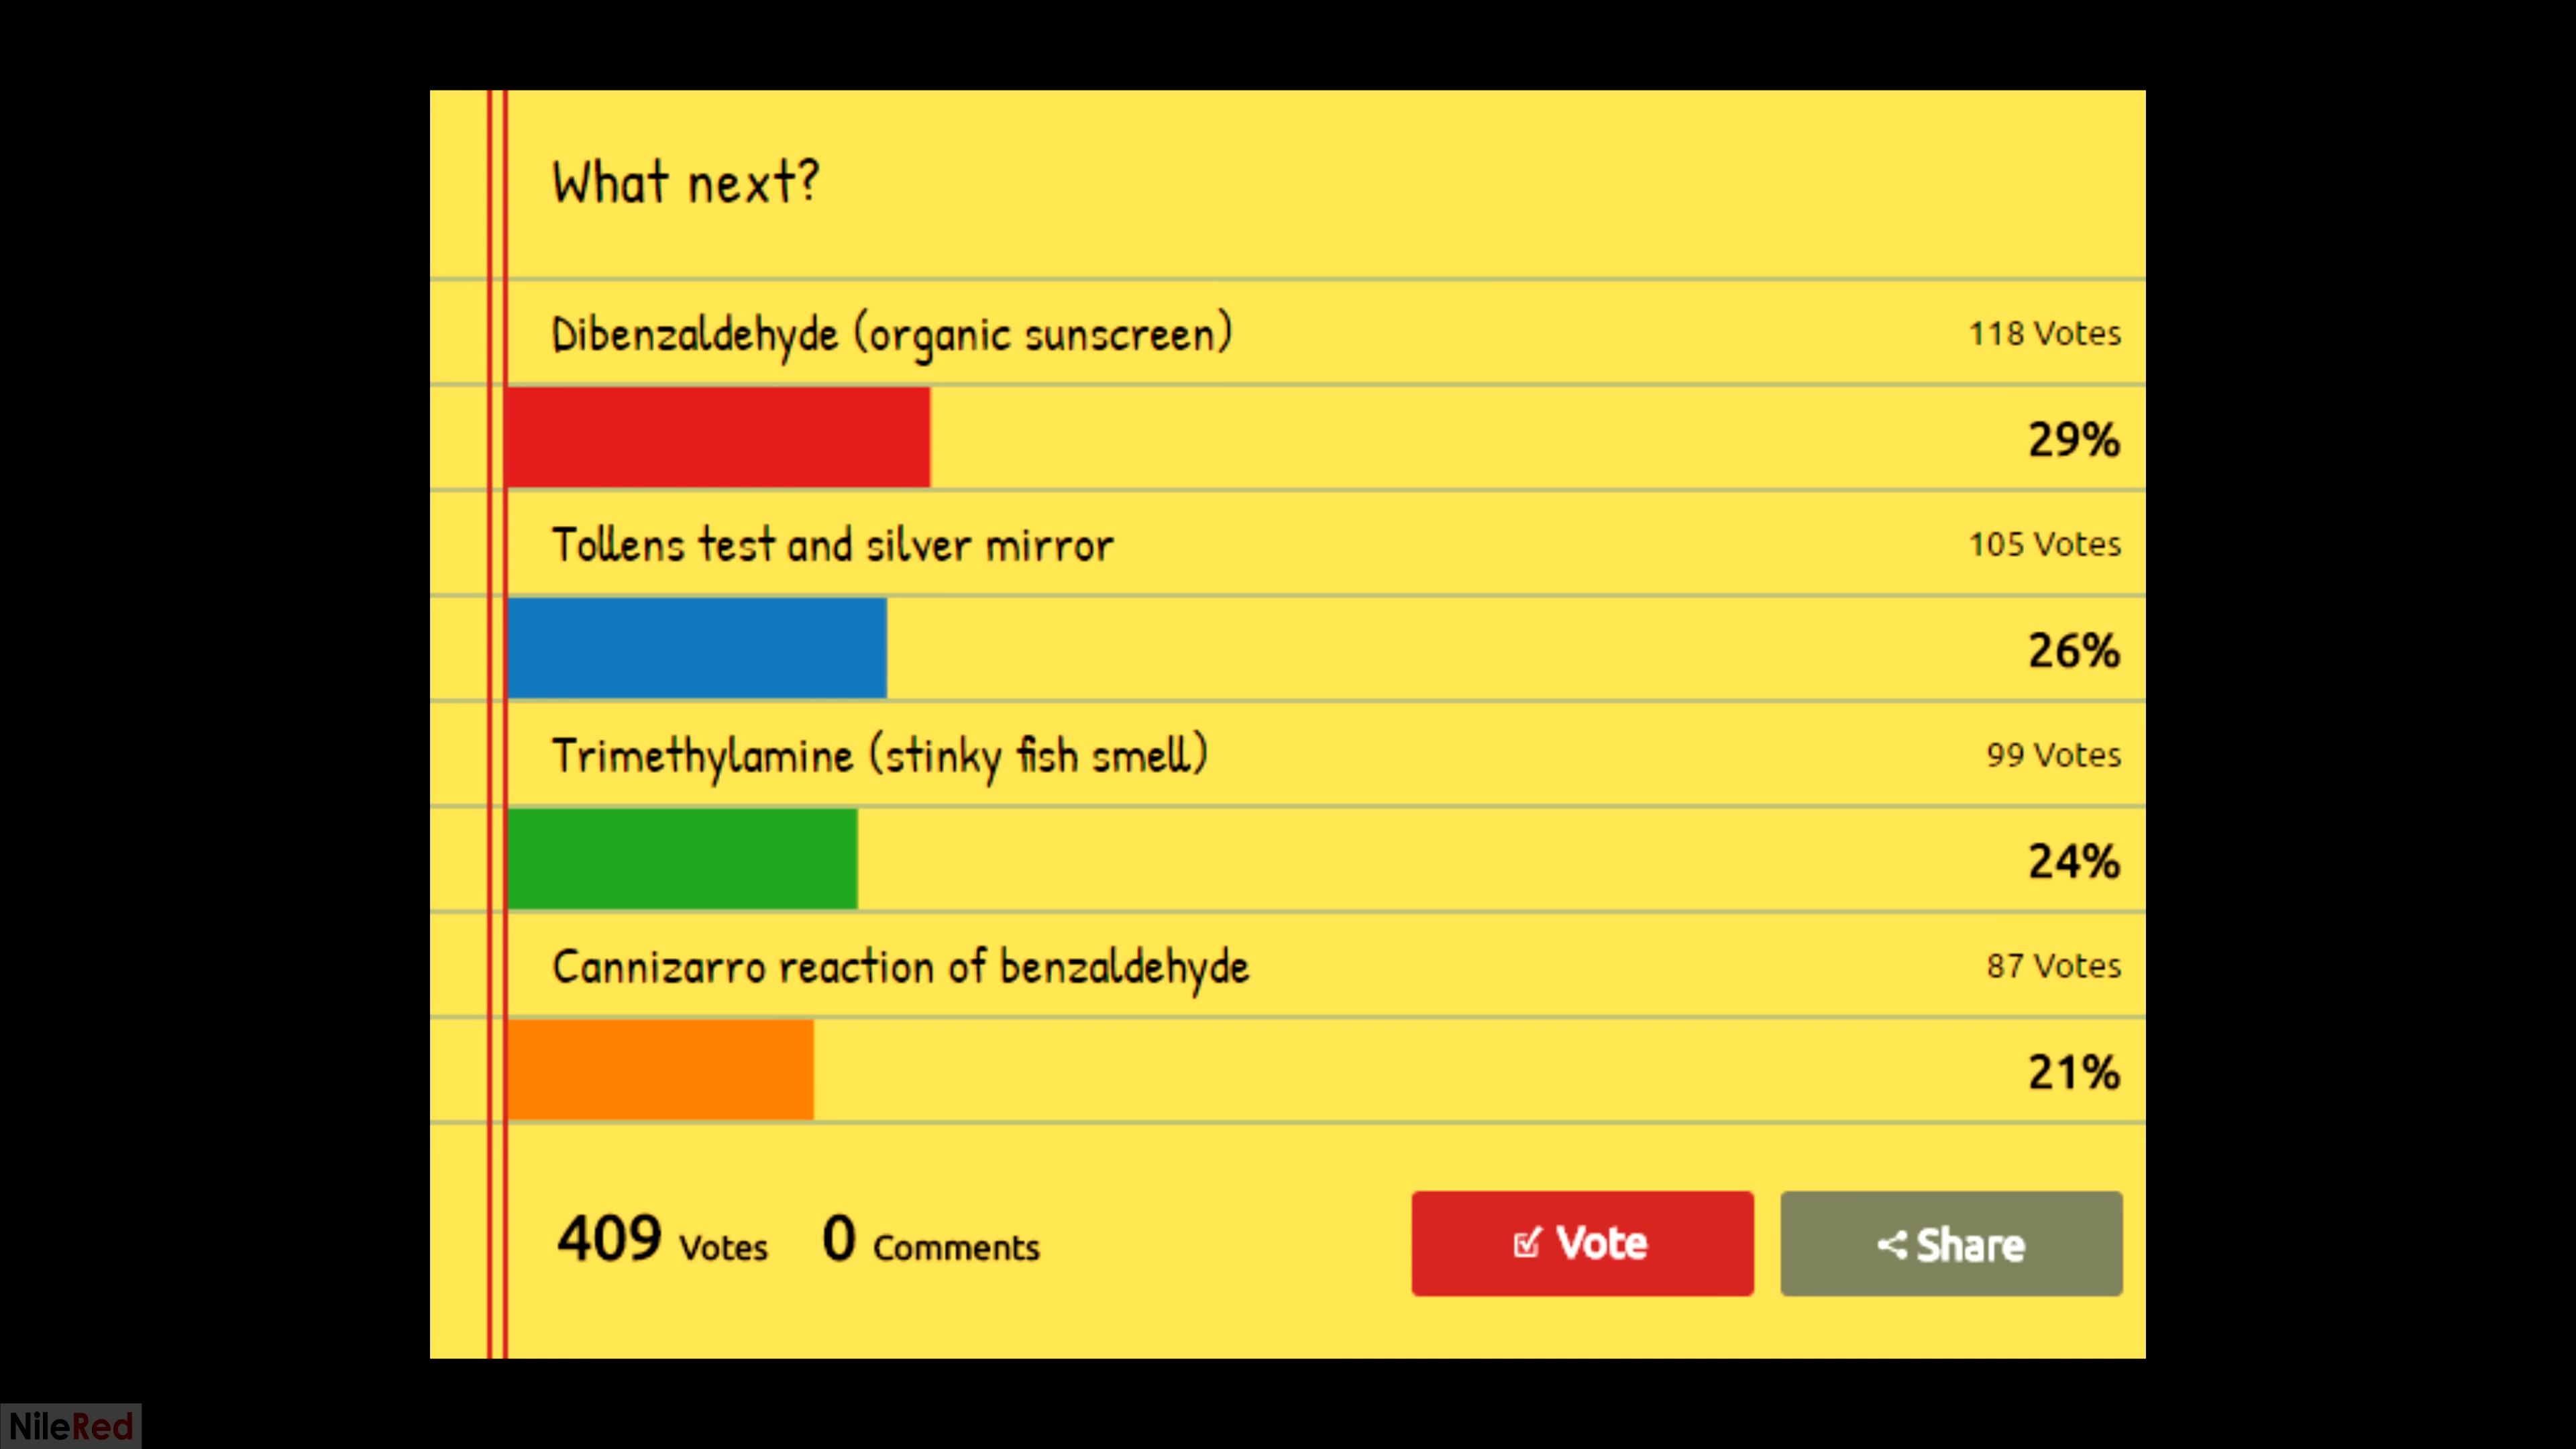 What next?
Dibenzaldehyde (organic sunscreen) 118 Votes
29%
Tollens test and silver mirror 105 Votes
26%
Trimethylamine (stinky fish smell) 99 Votes
24%
Cannizarro reaction of benzaldehyde 87 Votes
21%
409 Votes 0 Comments Vote Share
NileRed